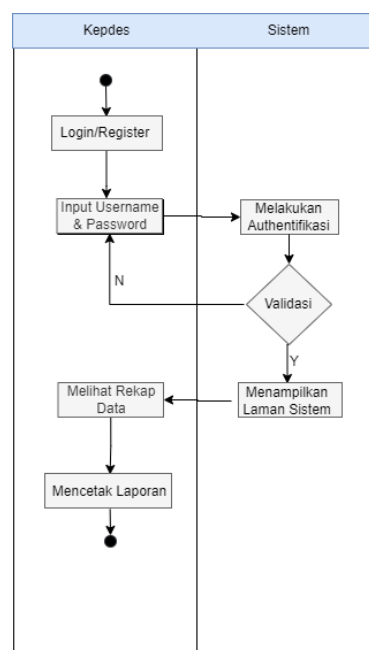 Kepdes
Sistem
Login/Register
Input Username
& Password
Melakukan
Authentifikasi
N
Validasi
Y
Melihat Rekap
Data
Menampilkan
Laman Sistem
Mencetak Laporan